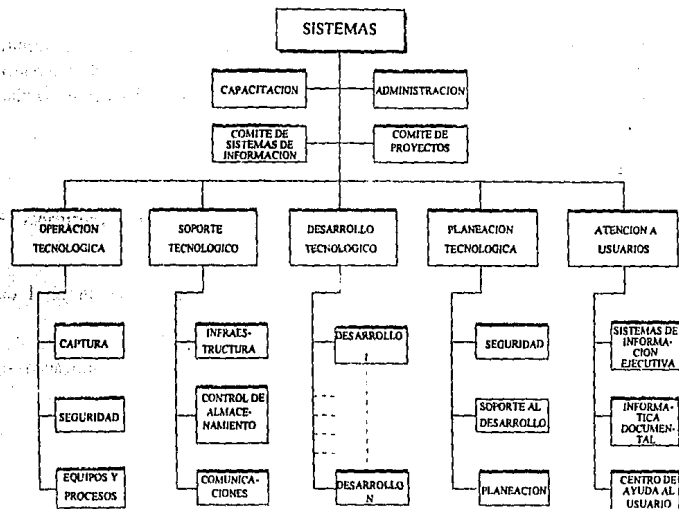 SISTEMAS
CAPACITACION
ADMINISTRACION
COMITE DE
SISTEMAS DE
INFORMACION
COMITE DE
PROYECTOS
OPERACION
TECNOLOGICA
SOPORTE
TECNOLOGICO
DESARROLLO
TECNOLOGICO
PLANEACION
TECNOLOGICA
ATENCION A
USUARIOS
CAPTURA
SEGURIDAD
EQUIPOS Y
PROCESOS
INFRAES-
TRUCTURA
CONTROL DE
ALMACE-
NAMIENTO
COMUNICA-
CIONES
DESARROLLO
1
DESARROLLO
N
SEGURIDAD
SOPORTE AL
DESARROLLO
PLANEACION
SISTEMAS DE
INFORMA-
CION
EJECUTIVA
INFORMA-
TICA
DOCUMEN-
TAL
CENTRO DE
AYUDA AL
USUARIO